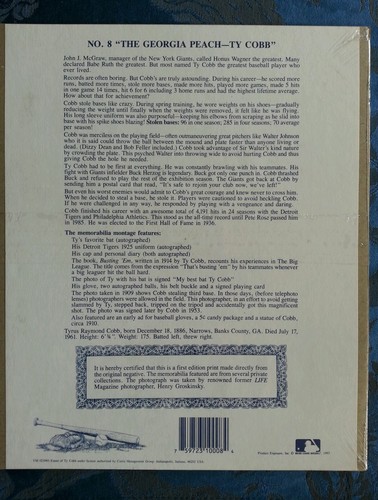 NO. 8 "THE GEORGIA PEACH—TY COBB"
John J. McGraw, manager of the New York Giants, called Honus Wagner the greatest. Many
declared Babe Ruth the greatest. But most named Ty Cobb the greatest baseball player who
ever lived.
Records are often boring. But Cobb's are truly astounding. During his career—he scored more
runs, batted more times, stole more bases, made more hits, played more games, made 5 hits
in one game 14 times, hit 6 for 6 including 3 home runs and had the highest lifetime average.
How about that for achievement?
Cobb stole bases like crazy. During spring training, he wore weights on his shoes—gradually
reducing the weight until finally when the weights were removed, it felt like he was flying.
His long sleeve uniform was also purposeful—keeping his elbows from scraping as he slid into
base with his spike shoes blazing! Stolen bases: 96 in one season; 285 in four seasons; 70 average
per season!
Cobb was merciless on the playing field—often outmaneuvering great pitchers like Walter Johnson
who it is said could throw the ball between the mound and plate faster than anyone living or
dead. (Dizzy Dean and Bob Feller included.) Cobb took advantage of Sir Walter's kind nature
by crowding the plate. This psyched Walter into throwing wide to avoid hurting Cobb and thus
giving Cobb the hole he needed.
Ty Cobb had to be first at everything. He was constantly brawling with his teammates. His
fight with Giants infielder Buck Herzog is legendary. Buck got only one punch in. Cobb thrashed
Buck and refused to play the rest of the exhibition season. The Giants got back at Cobb by
sending him a postal card that read, "It's safe to rejoin your club now, we've left!"
But even his worst enemies would admit to Cobb's great courage and knew never to cross him.
When he decided to steal a base, he stole it. Players were cautioned to avoid heckling Cobb.
If he were challenged in any way, he responded by playing with a vengeance and daring.
Cobb finished his career with an awesome total of 4,191 hits in 24 seasons with the Detroit
Tigers and Philadelphia Athletics. This stood as the all-time record until Pete Rose passed him
in 1985. He was elected to the First Hall of Fame in 1936.
The memorabilia montage features:
Ty's favorite bat (autographed)
His Detroit Tigers 1925 uniform (autographed)
His cap and personal diary (both autographed)
The book, Busting 'Em, written in 1914 by Ty Cobb, recounts his experiences in The Big
League. The title comes from the expression "That's busting 'em" by his teammates whenever
a big leaguer hit the ball hard.
The photo of Ty with his bat is signed "My best bat Ty Cobb"
His glove, two autographed balls, his belt buckle and a signed playing card
The photo taken in 1909 shows Cobb stealing third base. In those days, (before telephoto
lenses) photographers were allowed in the field. This photographer, in an effort to avoid getting
slammed by Ty, stepped back, tripped on the tripod and accidentally got this magnificent
shot. The photo was signed later by Cobb in 1953.
Also featured are an early ad for baseball gloves, a 5¢ candy package and a statue of Cobb,
circa 1910.
Tyrus Raymond Cobb, born December 18, 1886, Narrows, Banks County, GA. Died July 17,
1961. Height: 6'¾". Weight: 175. Batted left, threw right.
It is hereby certified that this is a first edition print made directly from
the original negative. The memorabilia featured are from several private
collections. The photograph was taken by renowned former LIFE
Magazine photographer, Henry Groskinsky.
7 59723 10008 4